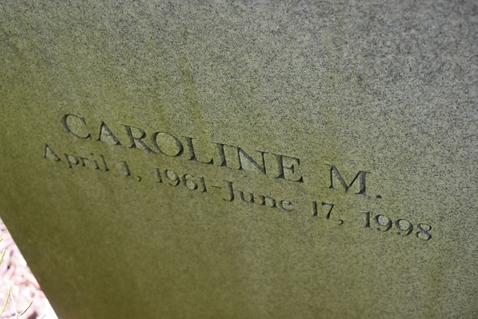 CAROLINE M.
April 1, 1961-June 17, 1998